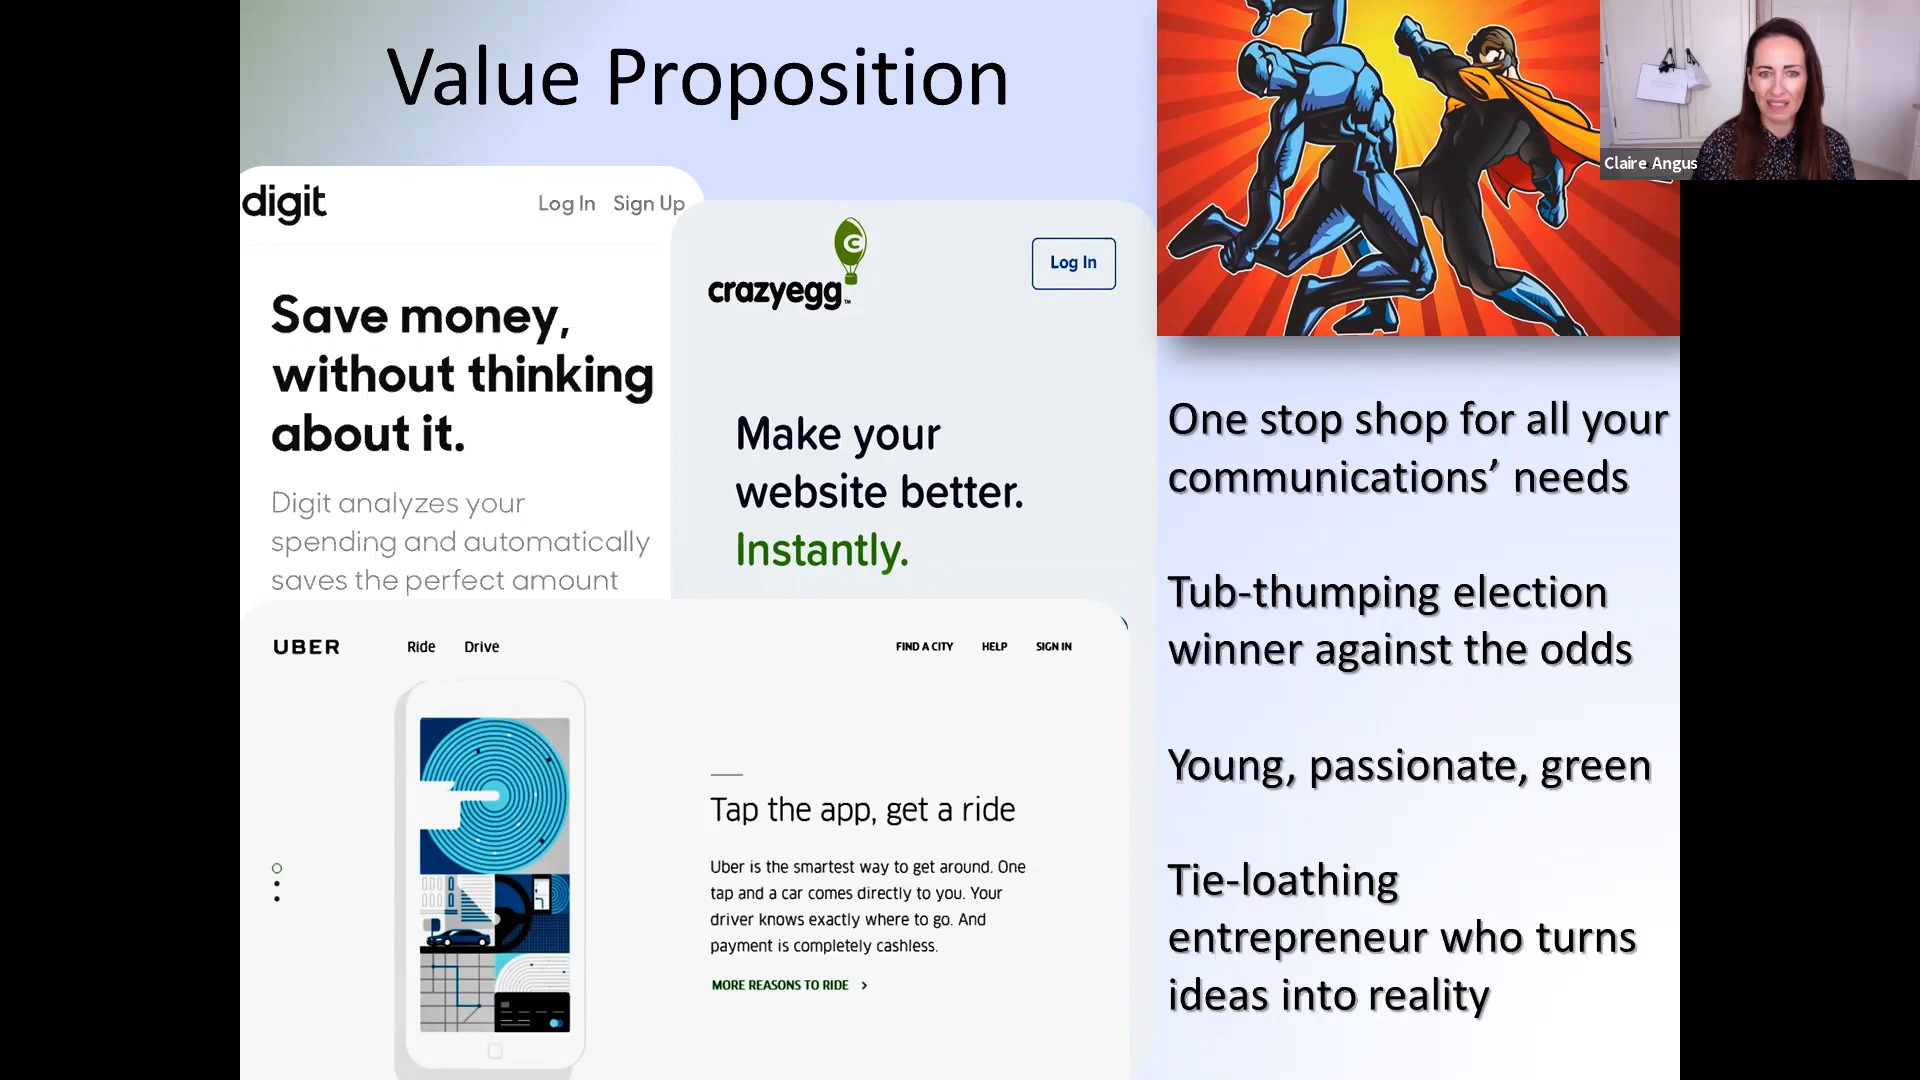 Value Proposition
Claire Angus
digit
Log In Sign Up
Save money,
without thinking
about it.
Digit analyzes your
spending and automatically
saves the perfect amount
C
crazyegg™
Log In
Make your
website better.
Instantly.
UBER
Ride Drive
FIND A CITY HELP SIGN IN
Tap the app, get a ride
Uber is the smartest way to get around. One
tap and a car comes directly to you. Your
driver knows exactly where to go. And
payment is completely cashless.
MORE REASONS TO RIDE >
One stop shop for all your
communications’ needs
Tub-thumping election
winner against the odds
Young, passionate, green
Tie-loathing
entrepreneur who turns
ideas into reality